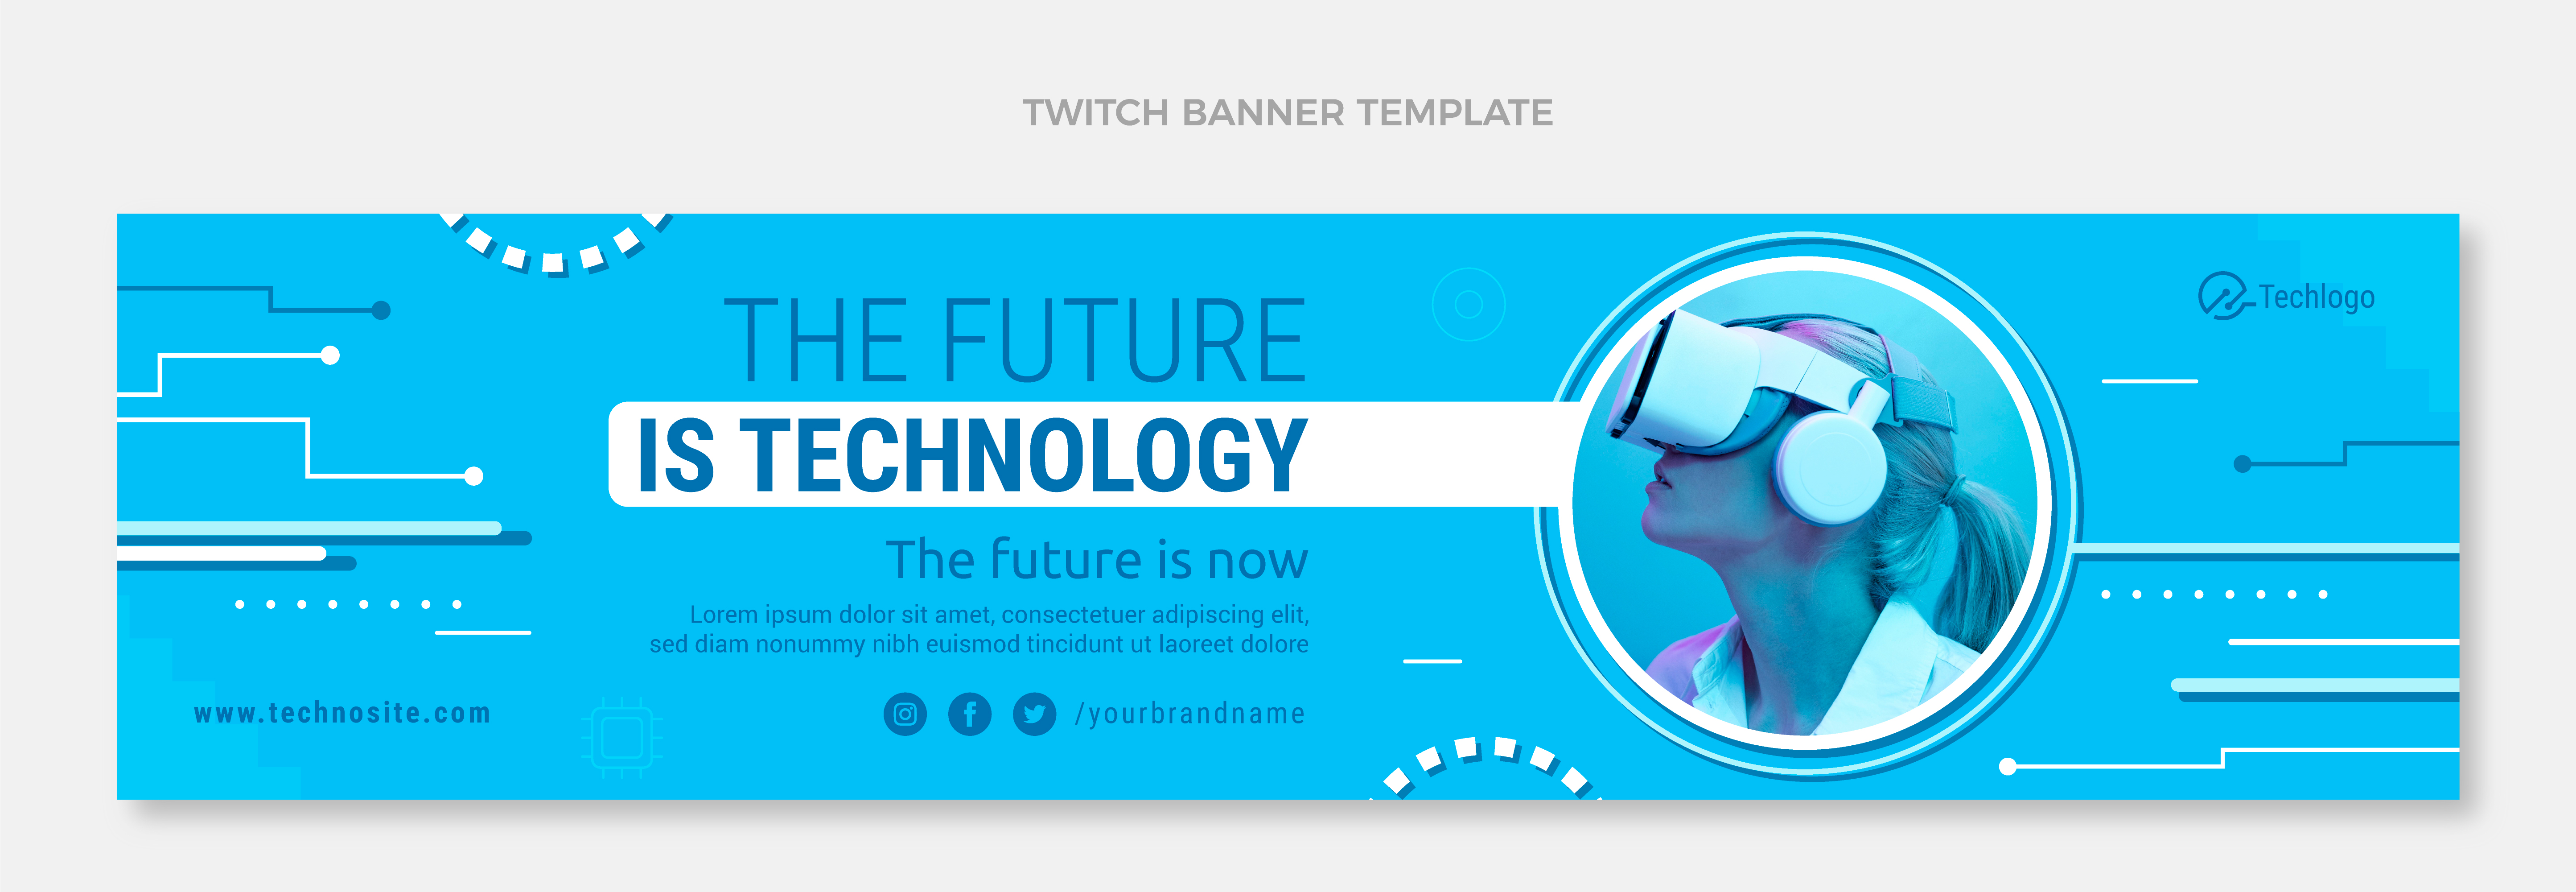 TWITCH BANNER TEMPLATE
Techlogo
THE FUTURE
IS TECHNOLOGY
The future is now
Lorem ipsum dolor sit amet, consectetuer adipiscing elit,
sed diam nonummy nibh euismod tincidunt ut laoreet dolore
www.technosite.com
/yourbrandname